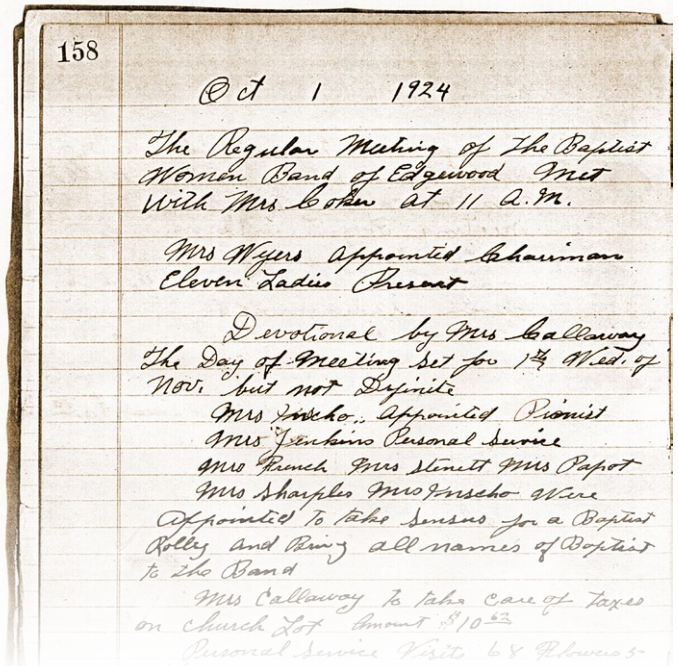 158
Oct 1 1924
The Regular Meeting of the Baptist
Women Band of Edgewood Met
With Mrs Coker at 11 A.M.
Mrs Wyers Appointed Chairman
Eleven Ladies Present
Devotional by Mrs Callaway
The Day of Meeting set for 1st Wed. of
Nov. but not Definite
Mrs Inscho, Appointed Pianist
Mrs Jenkins Personal Service
Mrs Mrs Stenett Mrs Papot
Mrs Sharples Mrs Inscho Were
Appointed to take sensus for a Baptist
and Bring all names of Baptist
to the Band
Mrs Callaway to take care of taxes
on Church Lot Amount $10
Personal Service Visits 68 Flowers 5